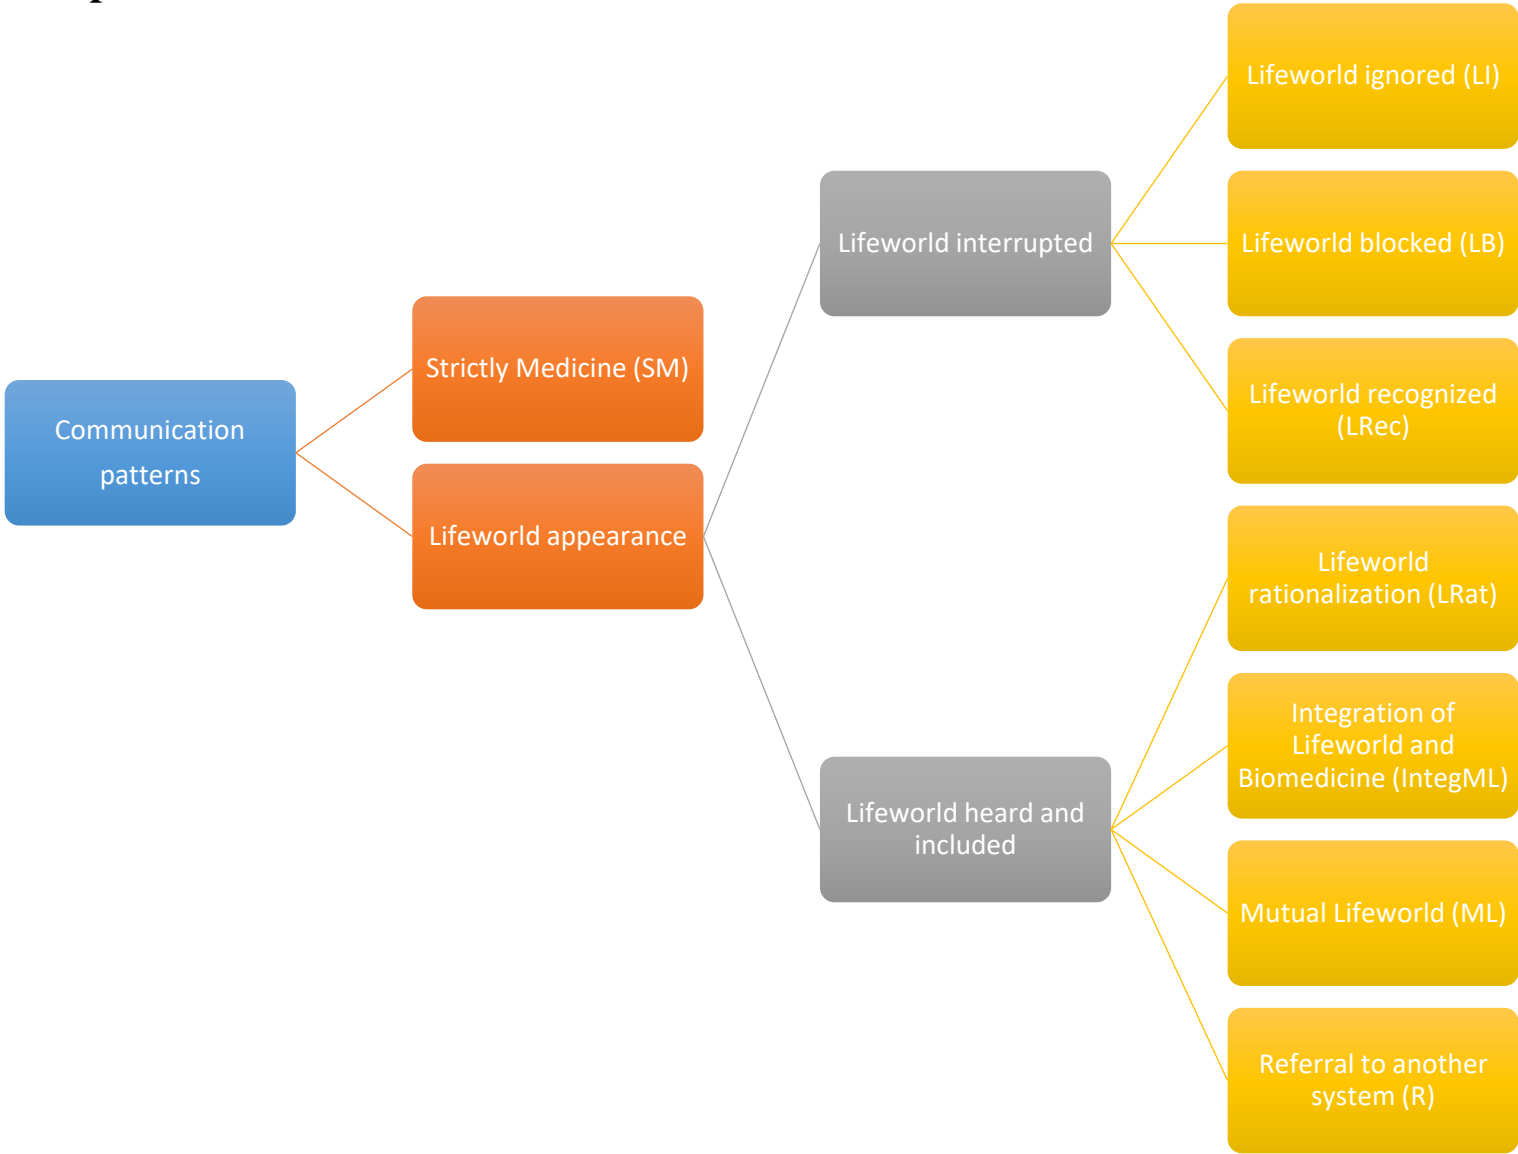 Communication
patterns
Strictly Medicine (SM)
Lifeworld appearance
Lifeworld interrupted
Lifeworld heard and
included
Lifeworld ignored (LI)
Lifeworld blocked (LB)
Lifeworld recognized
(LRec)
Lifeworld
rationalization (LRat)
Integration of
Lifeworld and
Biomedicine (IntegML)
Mutual Lifeworld (ML)
Referral to another
system (R)